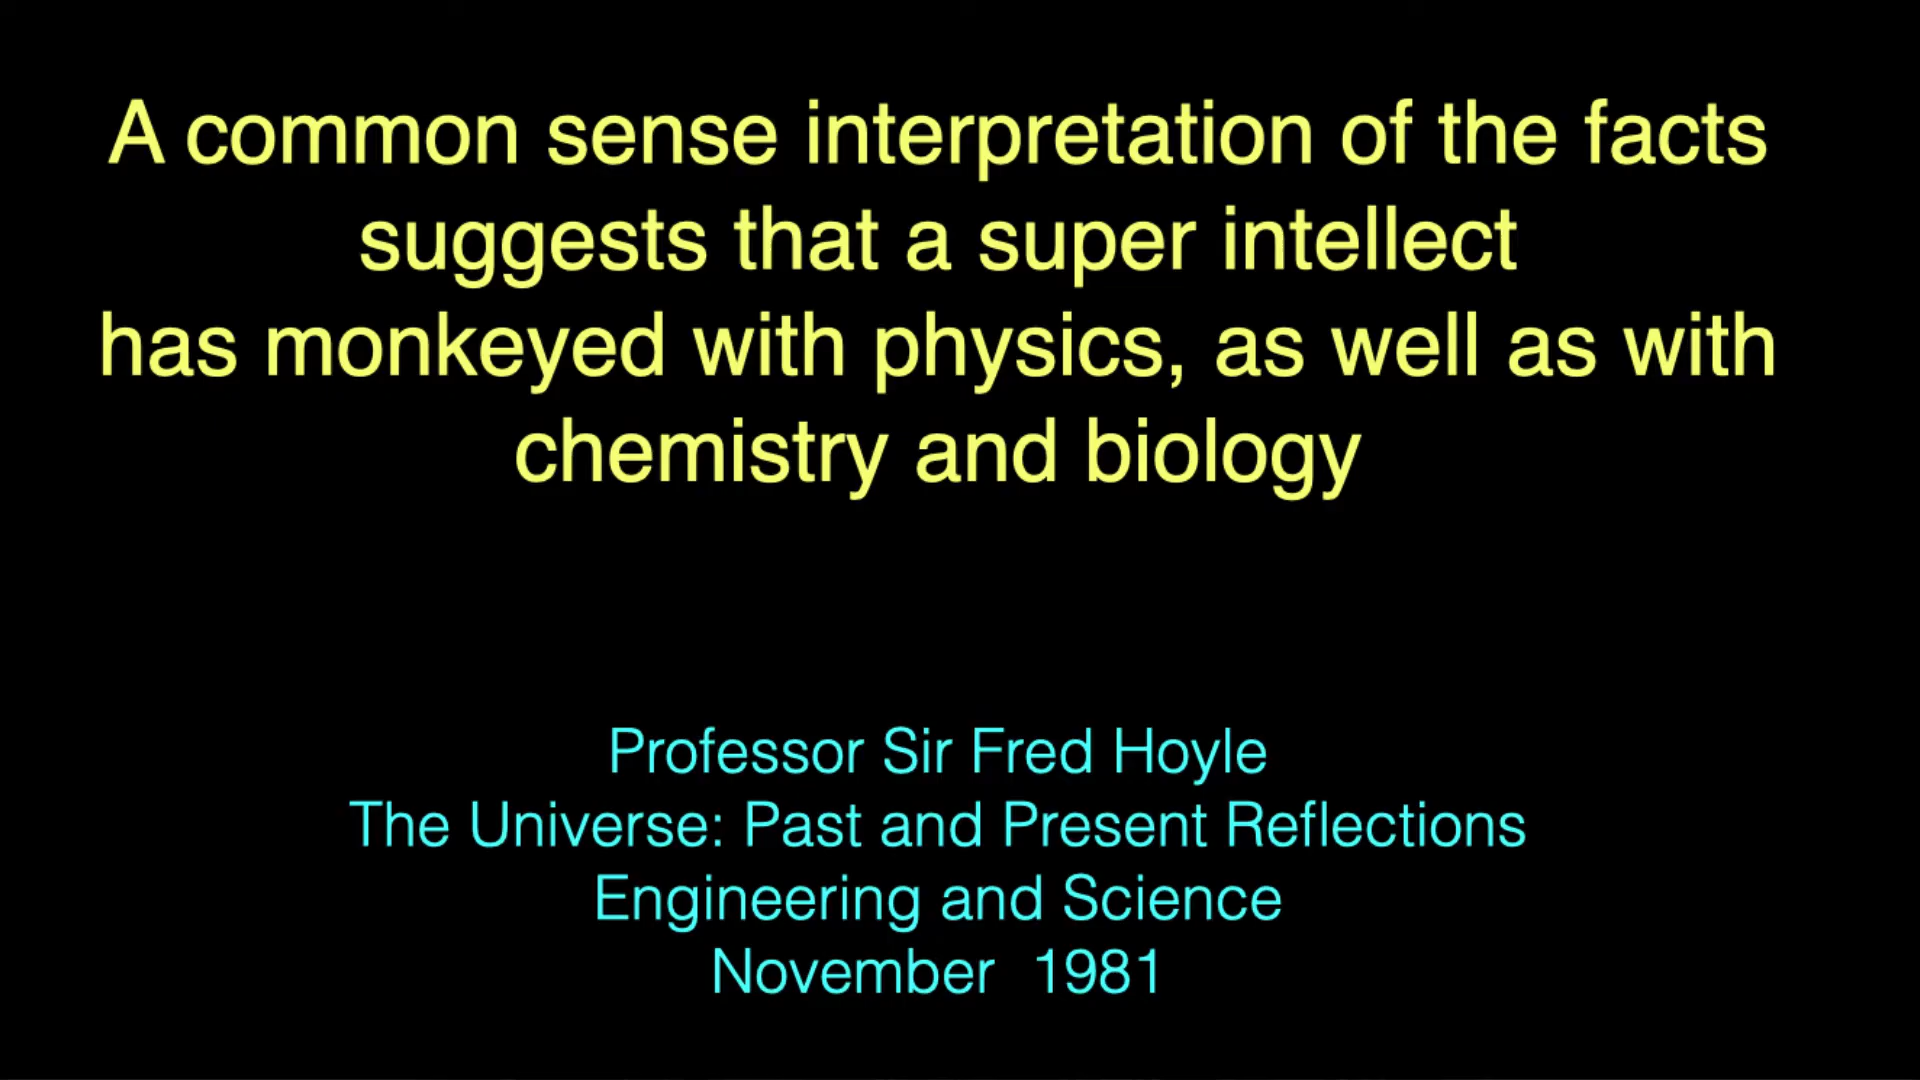 A common sense interpretation of the facts
suggests that a super intellect
has monkeyed with physics, as well as with
chemistry and biology
Professor Sir Fred Hoyle
The Universe: Past and Present Reflections
Engineering and Science
November 1981